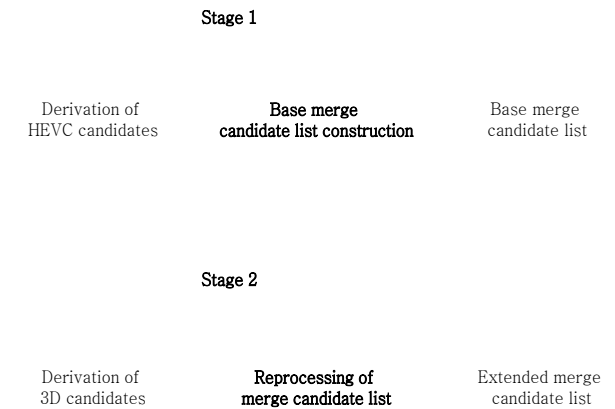 Stage 1
Derivation of
HEVC candidates
Base merge
candidate list construction
Base merge
candidate list
Stage 2
Derivation of
3D candidates
Reprocessing of
merge candidate list
Extended merge
candidate list